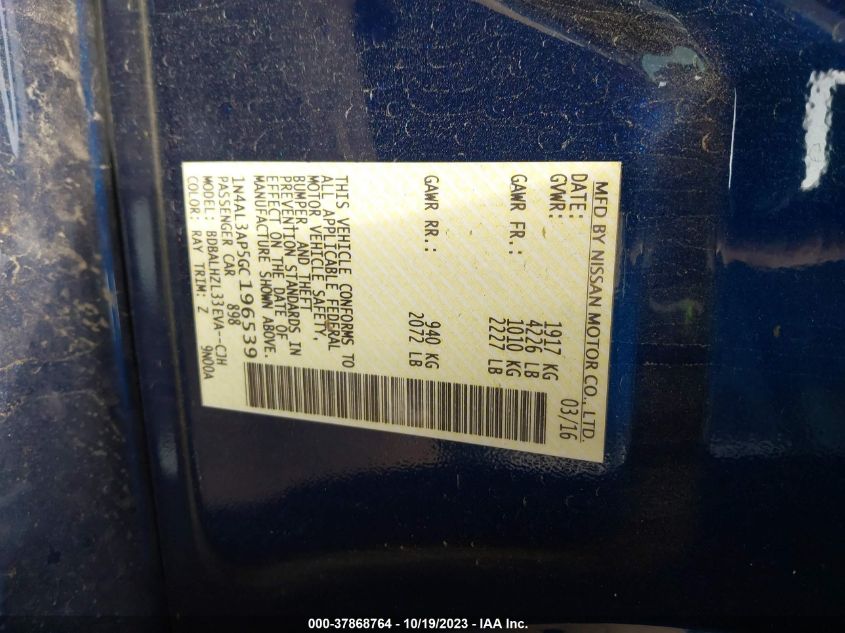 MFD BY NISSAN MOTOR CO., LTD.
DATE: 03/16
GVWR: 1917 KG
4226 LB
GAWR FR.: 1010 KG
2227 LB
GAWR RR.: 940 KG
2072 LB
THIS VEHICLE CONFORMS TO
ALL APPLICABLE FEDERAL
MOTOR VEHICLE SAFETY,
BUMPER AND THEFT
PREVENTION STANDARDS IN
EFFECT ON THE DATE OF
MANUFACTURE SHOWN ABOVE.
1N4AL3AP5GC196539
PASSENGER CAR 898
MODEL: BDBALHZL33EVA--CJH
COLOR: RAY TRIM: Z 9N00A
000-37868764 - 10/19/2023 - IAA Inc.